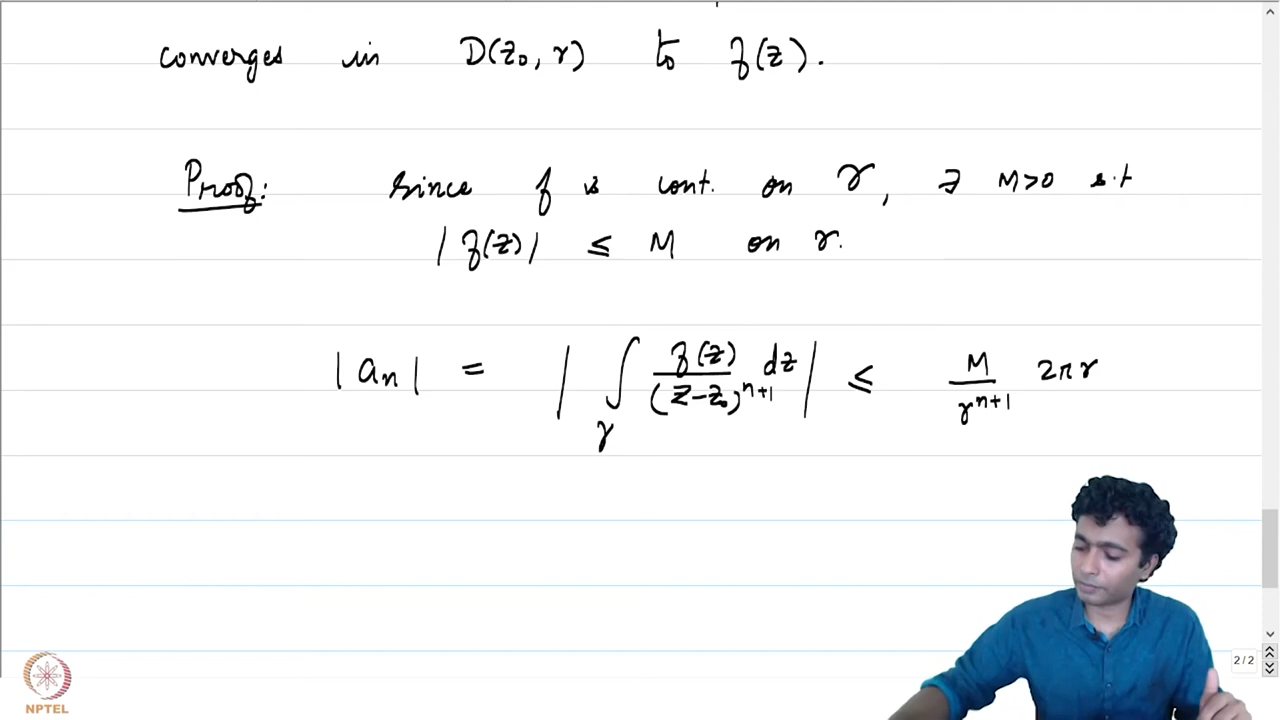 converges in D(z₀, r) to f(z).
Proof: Since f is cont. on γ, ∃ M>0 s.t
|f(z)| ≤ M on γ.
|aₙ| = | ∫_γ f(z)/(z-z₀)^{n+1} dz | ≤ M/r^{n+1} 2πr
2/2
NPTEL